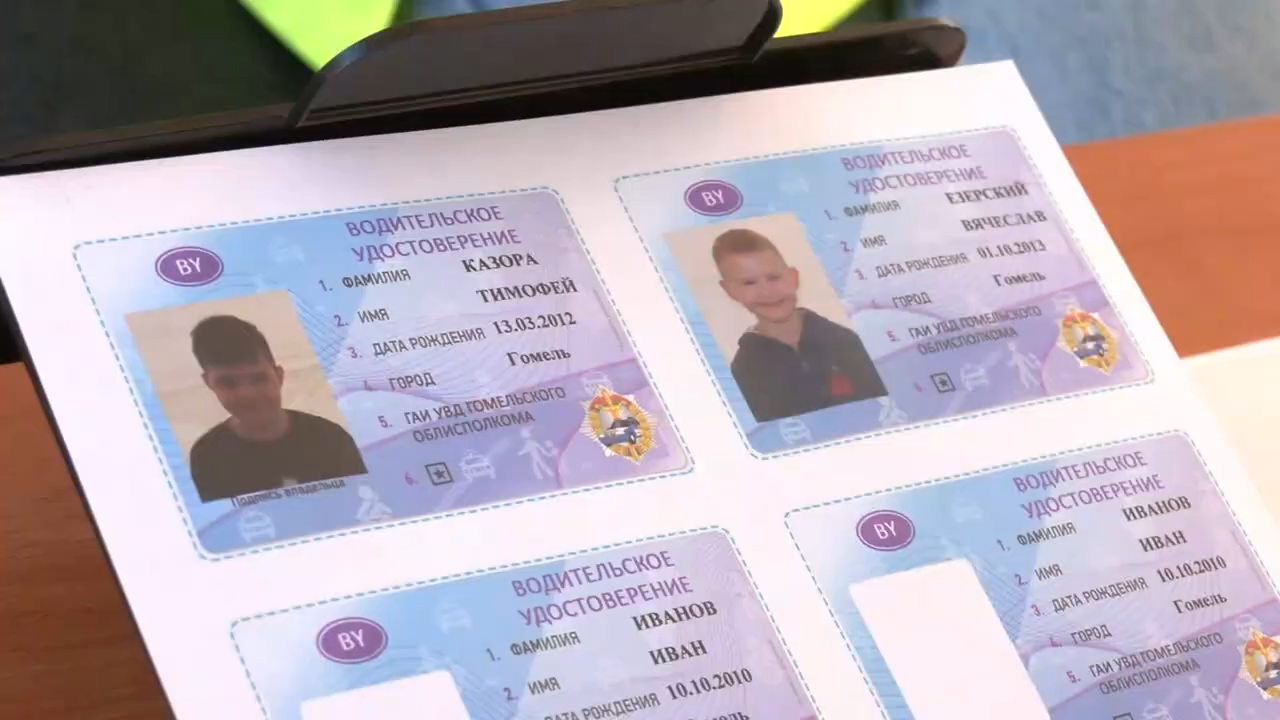 ВОДИТЕЛЬСКОЕ
УДОСТОВЕРЕНИЕ
BY
1. ФАМИЛИЯ КАЗОРА
2. ИМЯ ТИМОФЕЙ
3. ДАТА РОЖДЕНИЯ 13.03.2012
4. ГОРОД Гомель
5. ГАИ УВД ГОМЕЛЬСКОГО
ОБЛИСПОЛКОМА
6.
Подпись владельца
ВОДИТЕЛЬСКОЕ
УДОСТОВЕРЕНИЕ
BY
1. ФАМИЛИЯ ЕЗЕРСКИЙ
2. ИМЯ ВЯЧЕСЛАВ
3. ДАТА РОЖДЕНИЯ 01.10.2013
4. ГОРОД Гомель
5. ГАИ УВД ГОМЕЛЬСКОГО
ОБЛИСПОЛКОМА
ВОДИТЕЛЬСКОЕ
УДОСТОВЕРЕНИЕ
BY
1. ФАМИЛИЯ ИВАНОВ
2. ИМЯ ИВАН
ДАТА РОЖДЕНИЯ 10.10.2010
ВОДИТЕЛЬСКОЕ
УДОСТОВЕРЕНИЕ
BY
1. ФАМИЛИЯ ИВАНОВ
2. ИМЯ ИВАН
3. ДАТА РОЖДЕНИЯ 10.10.2010
4. ГОРОД Гомель
5. ГАИ УВД ГОМЕЛЬСКОГО
ОБЛИСПОЛКОМА